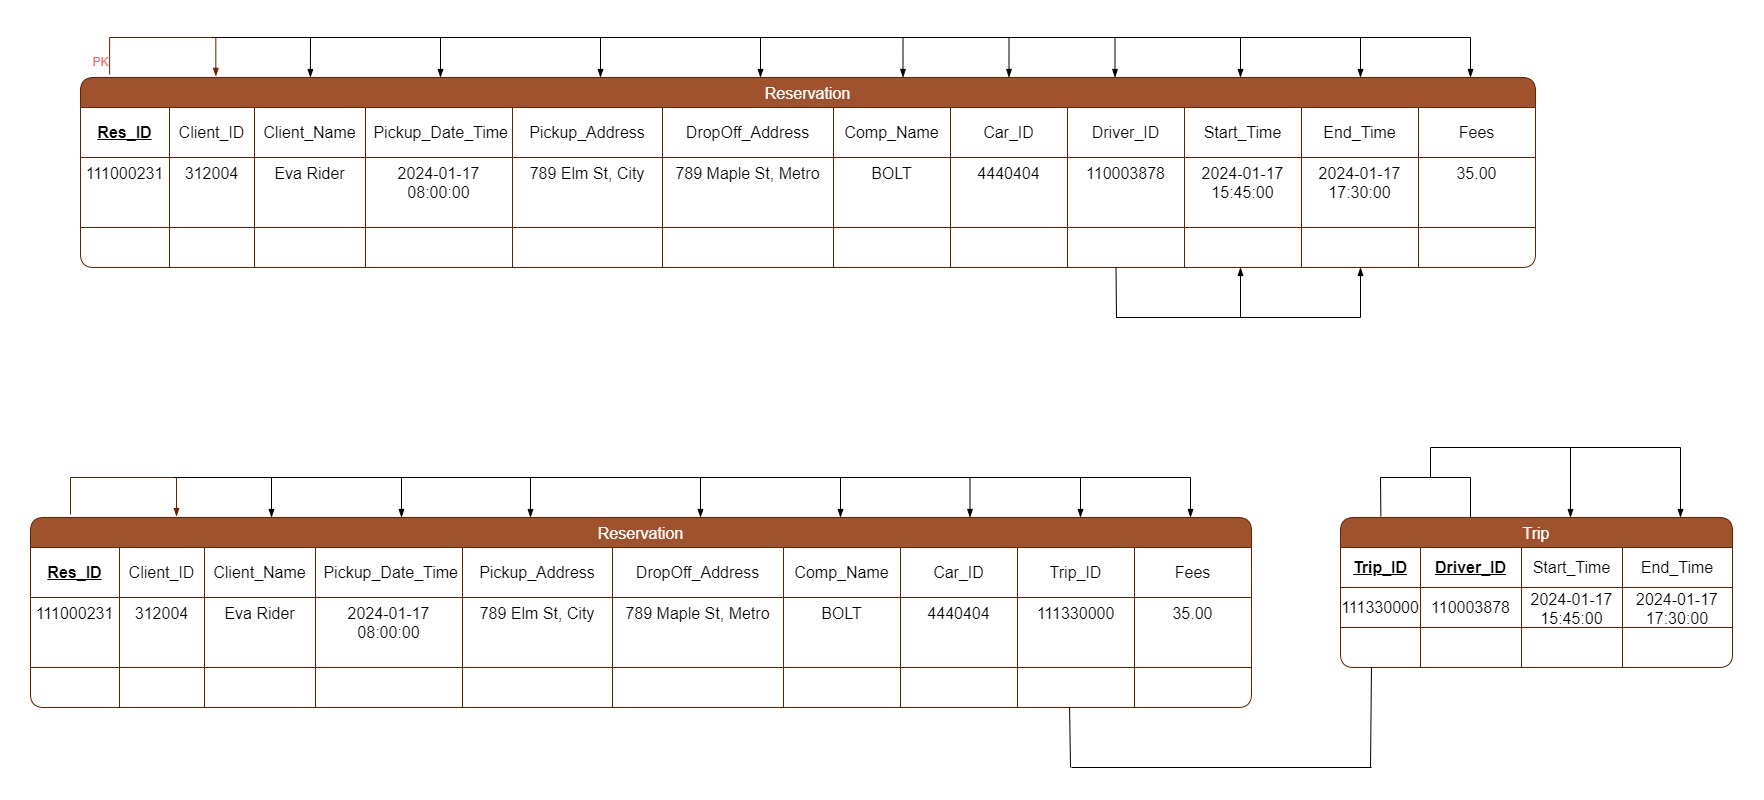 PK
Reservation
Res_ID Client_ID Client_Name Pickup_Date_Time Pickup_Address DropOff_Address Comp_Name Car_ID Driver_ID Start_Time End_Time Fees
111000231 312004 Eva Rider 2024-01-17 789 Elm St, City 789 Maple St, Metro BOLT 4440404 110003878 2024-01-17 2024-01-17 35.00
08:00:00 15:45:00 17:30:00
Reservation
Res_ID Client_ID Client_Name Pickup_Date_Time Pickup_Address DropOff_Address Comp_Name Car_ID Trip_ID Fees
111000231 312004 Eva Rider 2024-01-17 789 Elm St, City 789 Maple St, Metro BOLT 4440404 111330000 35.00
08:00:00
Trip
Trip_ID Driver_ID Start_Time End_Time
111330000 110003878 2024-01-17 2024-01-17
15:45:00 17:30:00